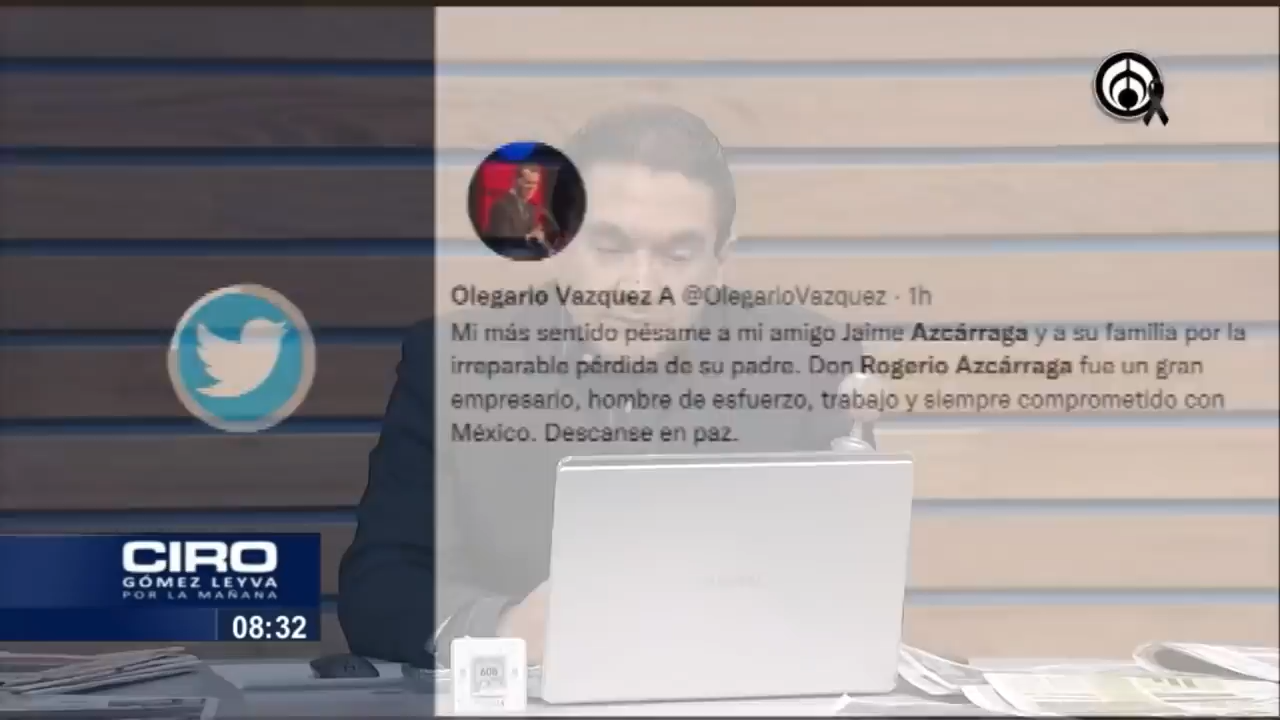 Olegario Vazquez A @OlegarioVazquez · 1h
Mi más sentido pésame a mi amigo Jaime Azcárraga y a su familia por la
irreparable pérdida de su padre. Don Rogerio Azcárraga fue un gran
empresario, hombre de esfuerzo, trabajo y siempre comprometido con
México. Descanse en paz.
CIRO
GÓMEZ LEYVA
POR LA MAÑANA
08:32